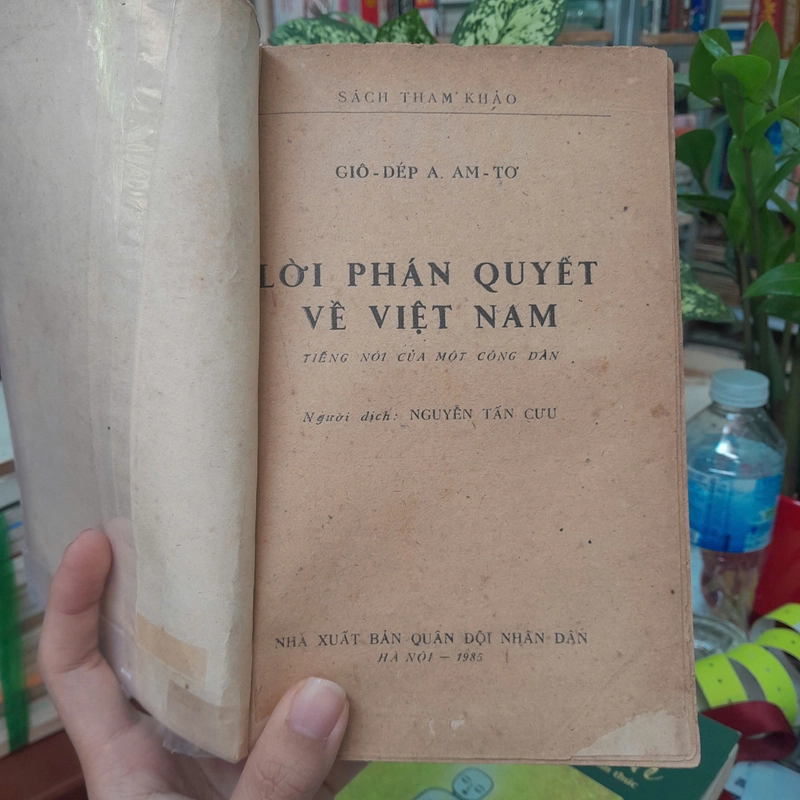 SÁCH THAM KHẢO
GIÔ-DÉP A. AM-TƠ
LỜI PHÁN QUYẾT
VỀ VIỆT NAM
TIẾNG NÓI CỦA MỘT CÔNG DÂN
Người dịch: NGUYỄN TẤN CƯU
NHÀ XUẤT BẢN QUÂN ĐỘI NHÂN DÂN
HÀ NỘI — 1985